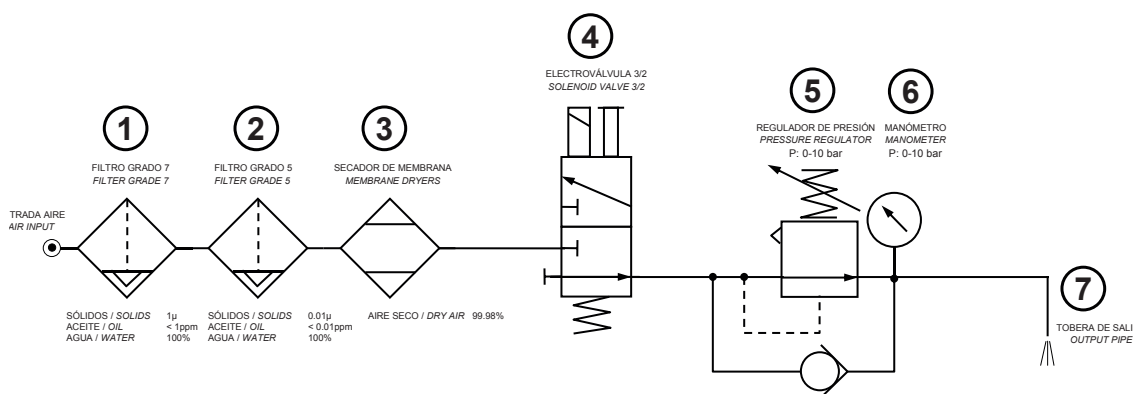 4
ELECTROVÁLVULA 3/2
SOLENOID VALVE 3/2
5
6
REGULADOR DE PRESIÓN
PRESSURE REGULATOR
P: 0-10 bar
MANÓMETRO
MANOMETER
P: 0-10 bar
1
2
3
FILTRO GRADO 7
FILTER GRADE 7
FILTRO GRADO 5
FILTER GRADE 5
SECADOR DE MEMBRANA
MEMBRANE DRYERS
TRADA AIRE
AIR INPUT
SÓLIDOS / SOLIDS 1µ
ACEITE / OIL < 1ppm
AGUA / WATER 100%
SÓLIDOS / SOLIDS 0.01µ
ACEITE / OIL < 0.01ppm
AGUA / WATER 100%
AIRE SECO / DRY AIR 99.98%
7
TOBERA DE SALI
OUTPUT PIPE